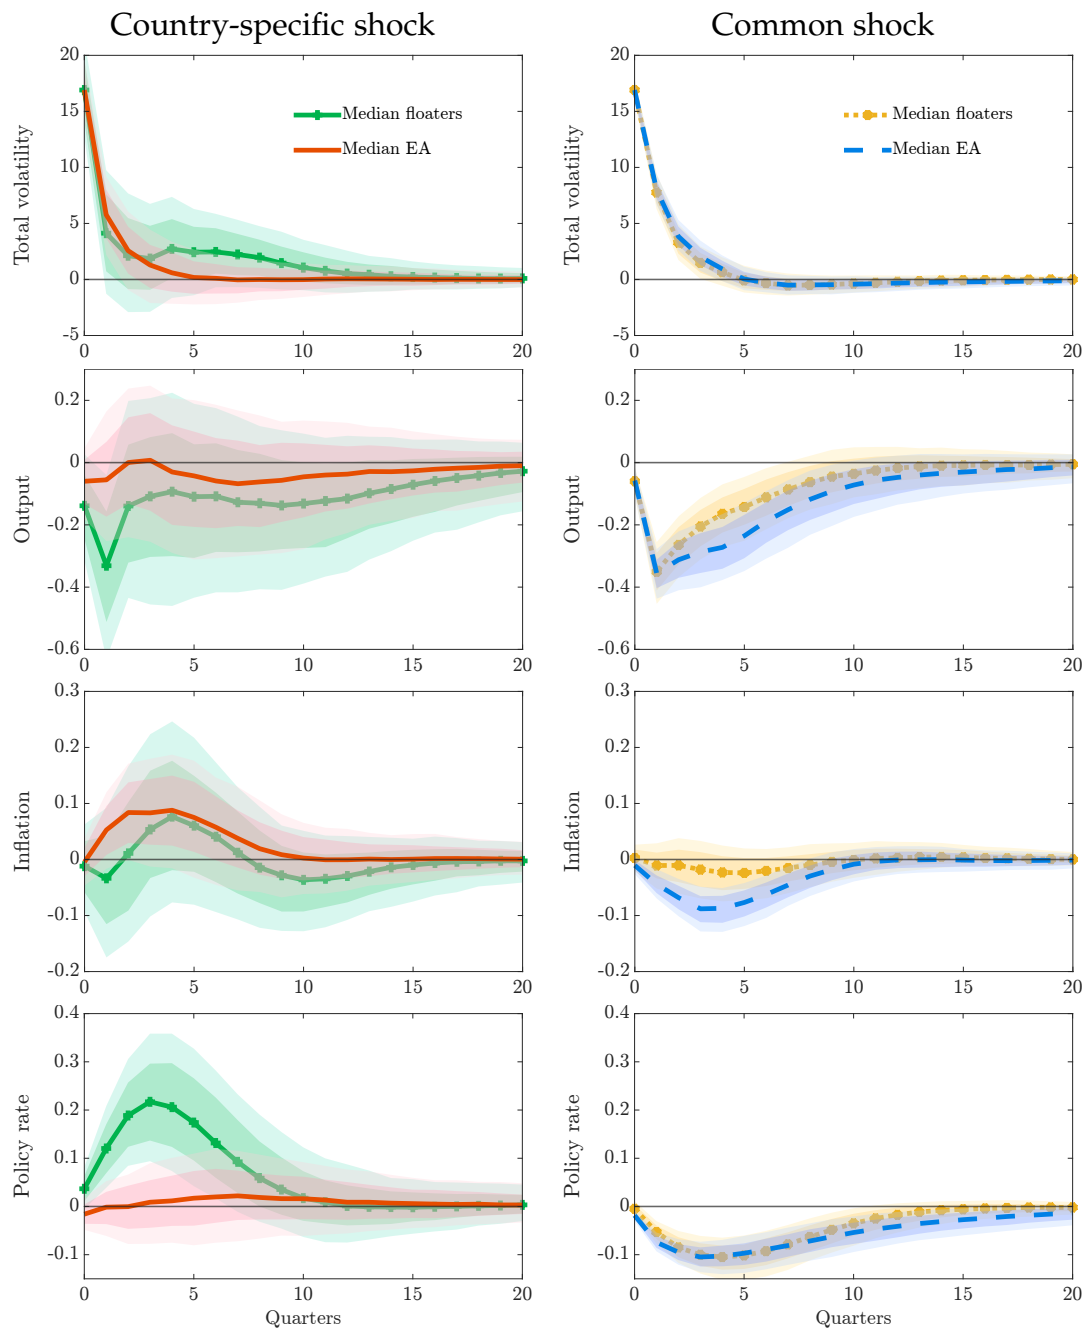 Country-specific shock
Common shock
Total volatility
20
15
10
5
0
-5
Median floaters
Median EA
0 5 10 15 20
Total volatility
20
15
10
5
0
-5
Median floaters
Median EA
0 5 10 15 20
Output
0.2
0
-0.2
-0.4
-0.6
0 5 10 15 20
Output
0.2
0
-0.2
-0.4
-0.6
0 5 10 15 20
Inflation
0.3
0.2
0.1
0
-0.1
-0.2
0 5 10 15 20
Inflation
0.3
0.2
0.1
0
-0.1
-0.2
0 5 10 15 20
Policy rate
0.4
0.3
0.2
0.1
0
-0.1
0 5 10 15 20
Quarters
Policy rate
0.4
0.3
0.2
0.1
0
-0.1
0 5 10 15 20
Quarters